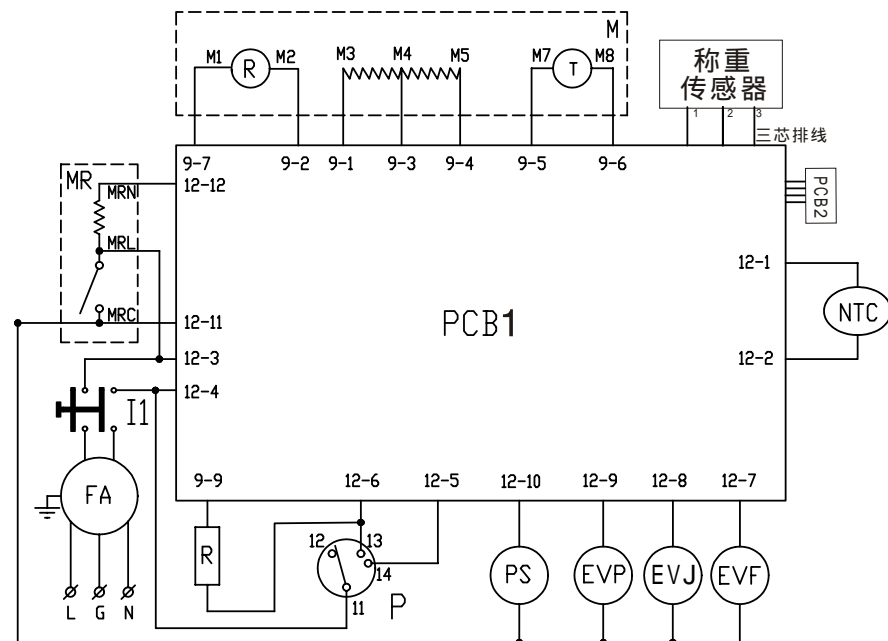 M
M1 R M2 M3 M4 M5 M7 T M8
称重
传感器
1 2 3
三芯排线
9-7 9-2 9-1 9-3 9-4 9-5 9-6
MR
MRN
12-12
PCB2
MRL
12-1
MRC
12-11
PCB1
NTC
12-3
12-2
12-4
I1
9-9 12-6 12-5 12-10 12-9 12-8 12-7
FA
12 13
R
14
PS EVP EVJ EVF
11 P
L G N